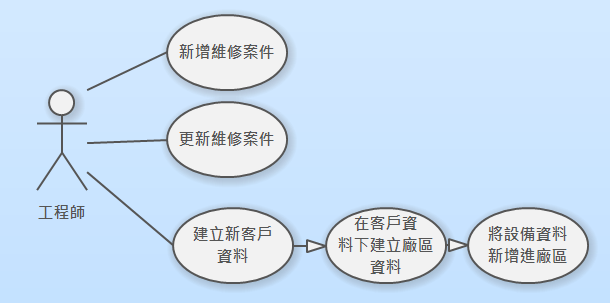 新增維修案件
更新維修案件
工程師
建立新客戶
資料
在客戶資
料下建立廠區
資料
將設備資料
新增進廠區